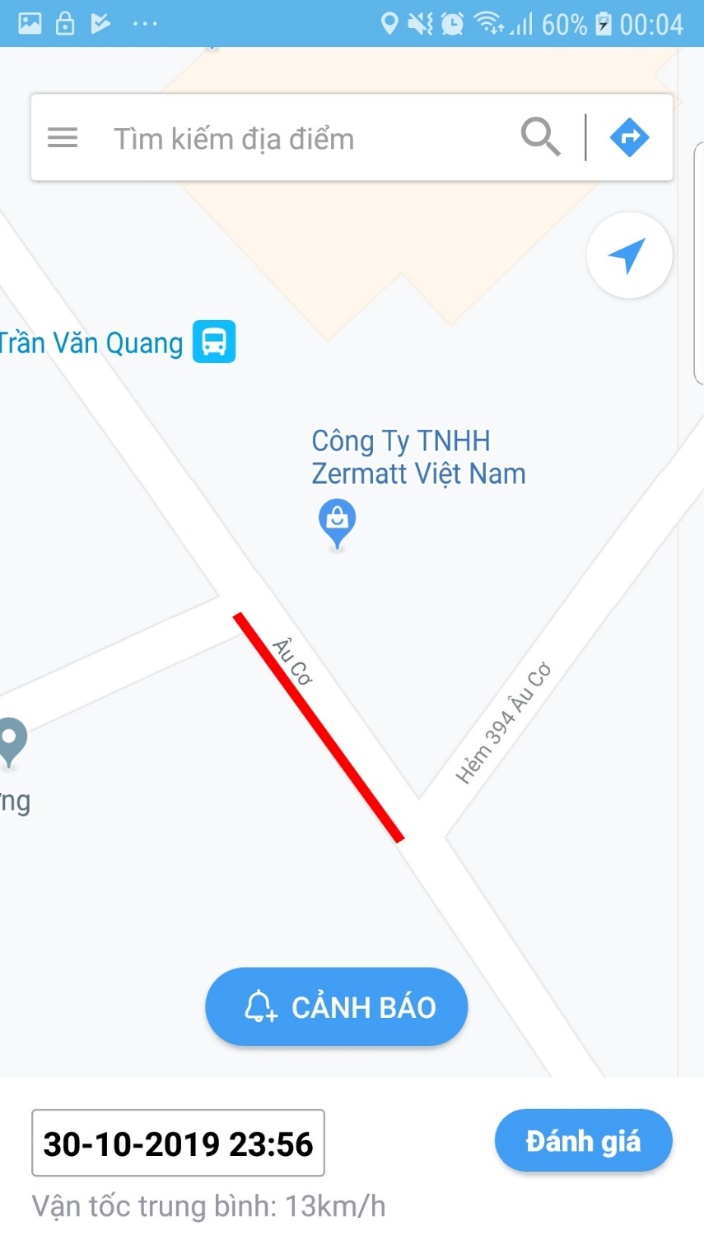 60% 00:04
Tìm kiếm địa điểm
Trần Văn Quang
Công Ty TNHH
Zermatt Việt Nam
Âu Cơ
Hẻm 394 Âu Cơ
ng
CẢNH BÁO
30-10-2019 23:56
Đánh giá
Vận tốc trung bình: 13km/h